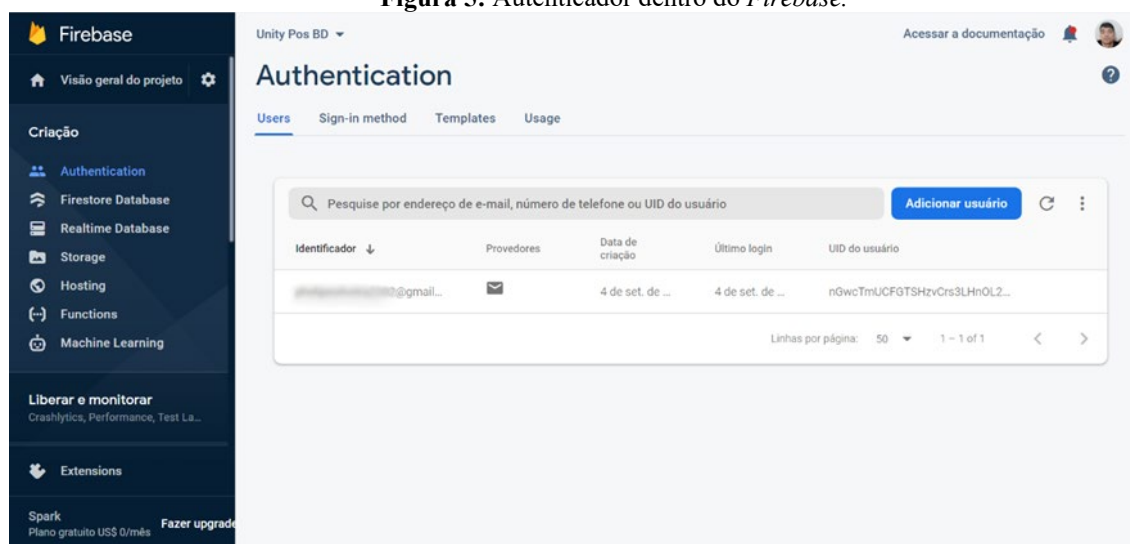 Figura 3: Autenticador dentro do Firebase.
Firebase
Visão geral do projeto
Criação
Authentication
Firestore Database
Realtime Database
Storage
Hosting
Functions
Machine Learning
Liberar e monitorar
Crashlytics, Performance, Test La...
Extensions
Spark
Plano gratuito US$ 0/mês
Fazer upgrade
Unity Pos BD
Acessar a documentação
Authentication
Users Sign-in method Templates Usage
Pesquise por endereço de e-mail, número de telefone ou UID do usuário
Adicionar usuário
Identificador Provedores Data de criação Último login UID do usuário
@gmail... 4 de set. de ... 4 de set. de ... nGwcTmUCFGTSHzvCrs3LHnOL2...
Linhas por página: 50 1 – 1 of 1